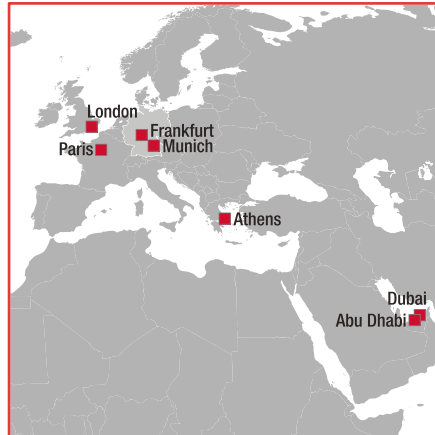 London
Frankfurt
Paris
Munich
Athens
Dubai
Abu Dhabi